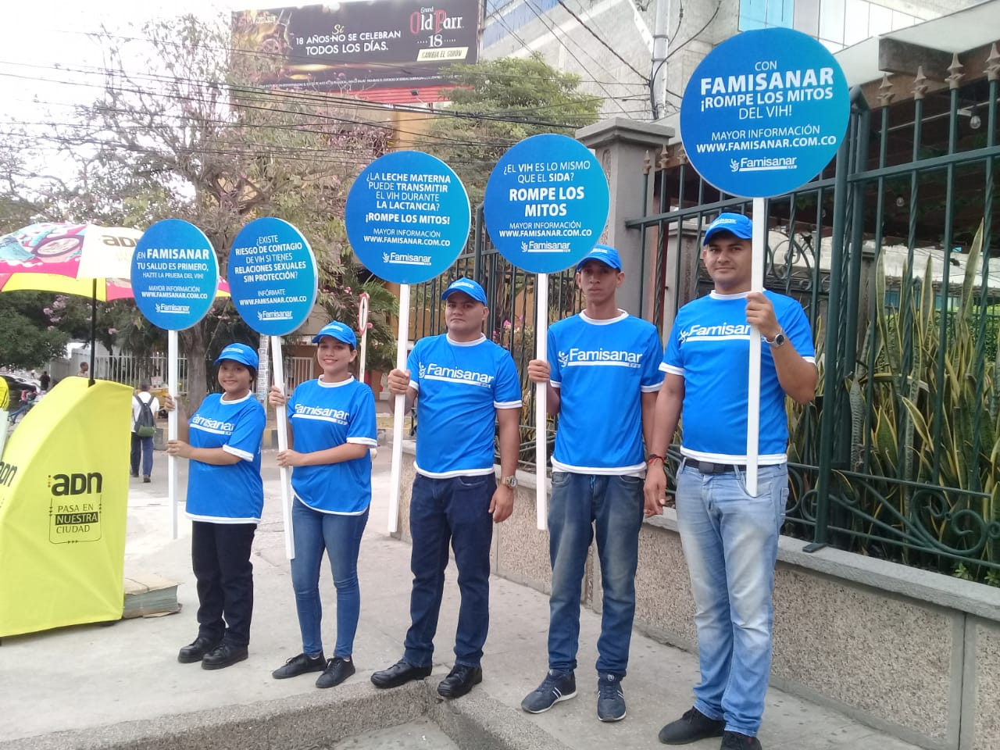 Sí
18 AÑOS NO SE CELEBRAN
TODOS LOS DÍAS.
Grand
Old Parr
18
CAMBIA EL GUIÓN
CON
FAMISANAR
¡ROMPE LOS MITOS
DEL VIH!
MAYOR INFORMACIÓN
WWW.FAMISANAR.COM.CO
Famisanar
EPS
¿EL VIH ES LO MISMO
QUE EL SIDA?
ROMPE LOS
MITOS
MAYOR INFORMACIÓN
WWW.FAMISANAR.COM.CO
Famisanar
¿LA LECHE MATERNA
PUEDE TRANSMITIR
EL VIH DURANTE
LA LACTANCIA?
¡ROMPE LOS MITOS!
MAYOR INFORMACIÓN
WWW.FAMISANAR.COM.CO
Famisanar
¿EXISTE
RIESGO DE CONTAGIO
DE VIH SI TIENES
RELACIONES SEXUALES
SIN PROTECCIÓN?
INFÓRMATE
WWW.FAMISANAR.COM.CO
Famisanar
¡EN FAMISANAR
TU SALUD ES PRIMERO,
HAZTE LA PRUEBA DEL VIH!
MAYOR INFORMACIÓN
WWW.FAMISANAR.COM.CO
Famisanar
ADN
Famisanar
Famisanar
EPS
Famisanar
EPS
Famisanar
EPS
Famisanar
EPS
ADN
PASA EN
NUESTRA
CIUDAD